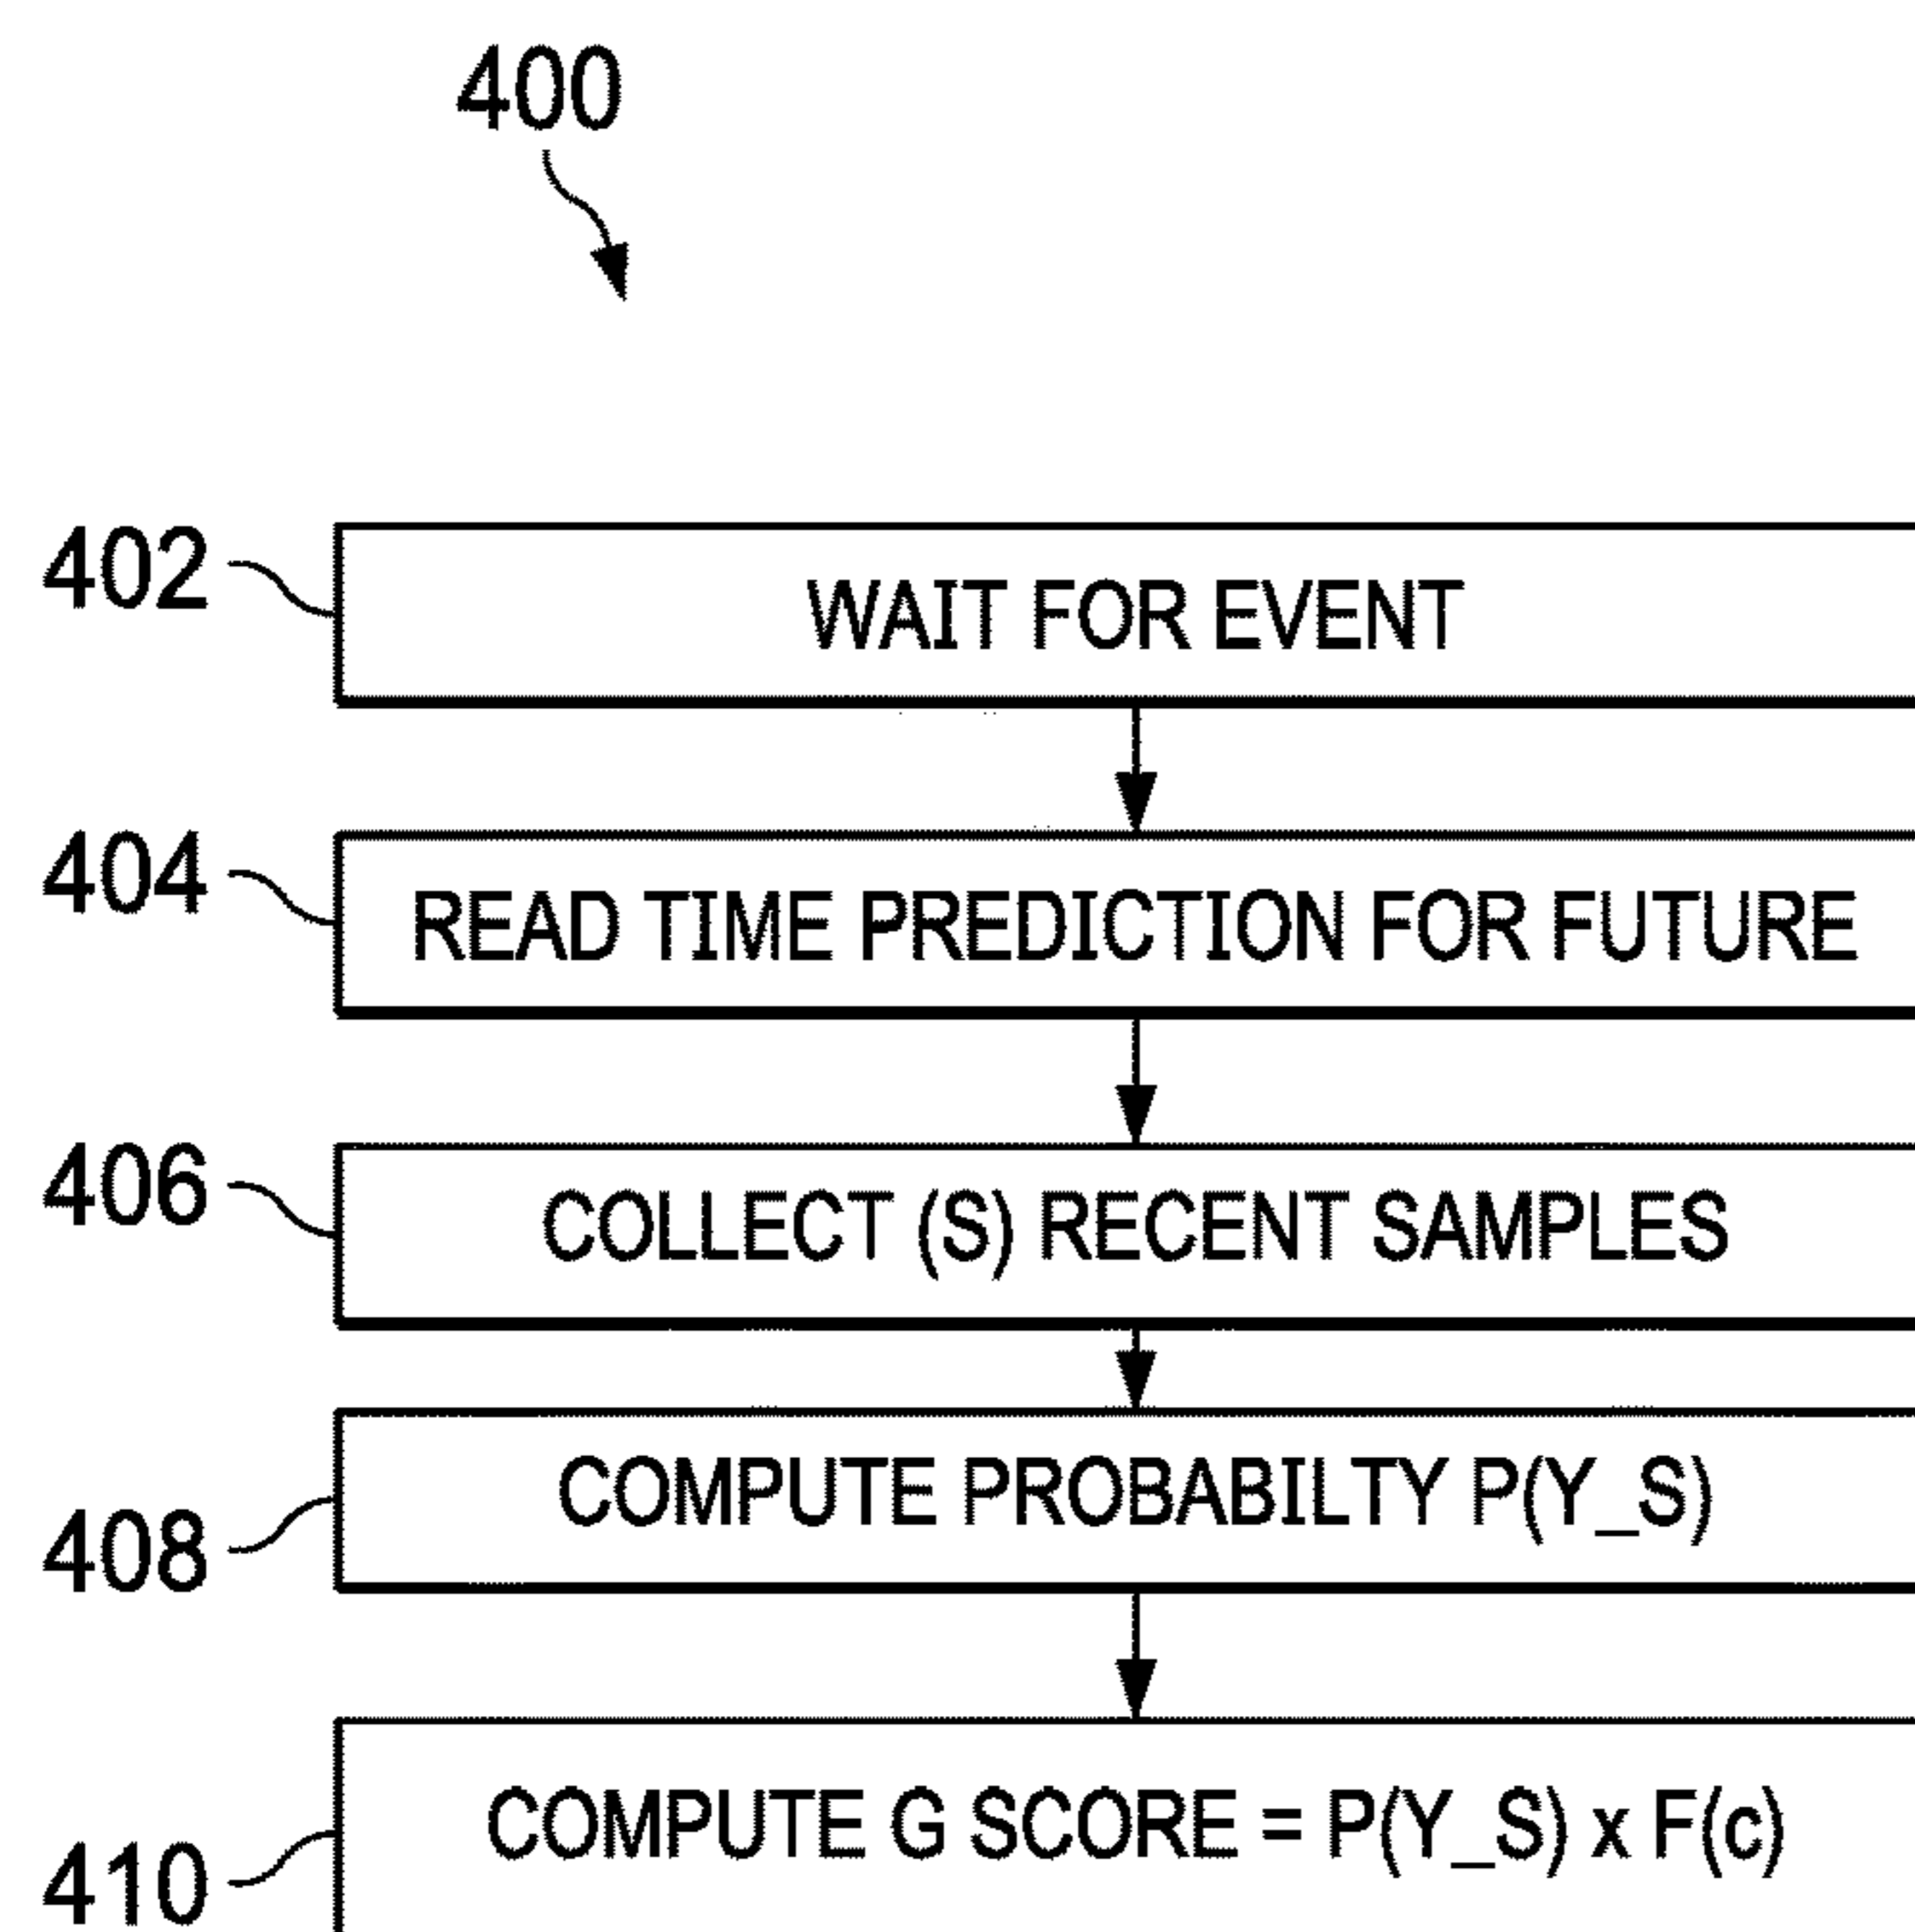 400
402
WAIT FOR EVENT
404
READ TIME PREDICTION FOR FUTURE
406
COLLECT (S) RECENT SAMPLES
408
COMPUTE PROBABILTY P(Y_S)
410
COMPUTE G SCORE = P(Y_S) x F(c)